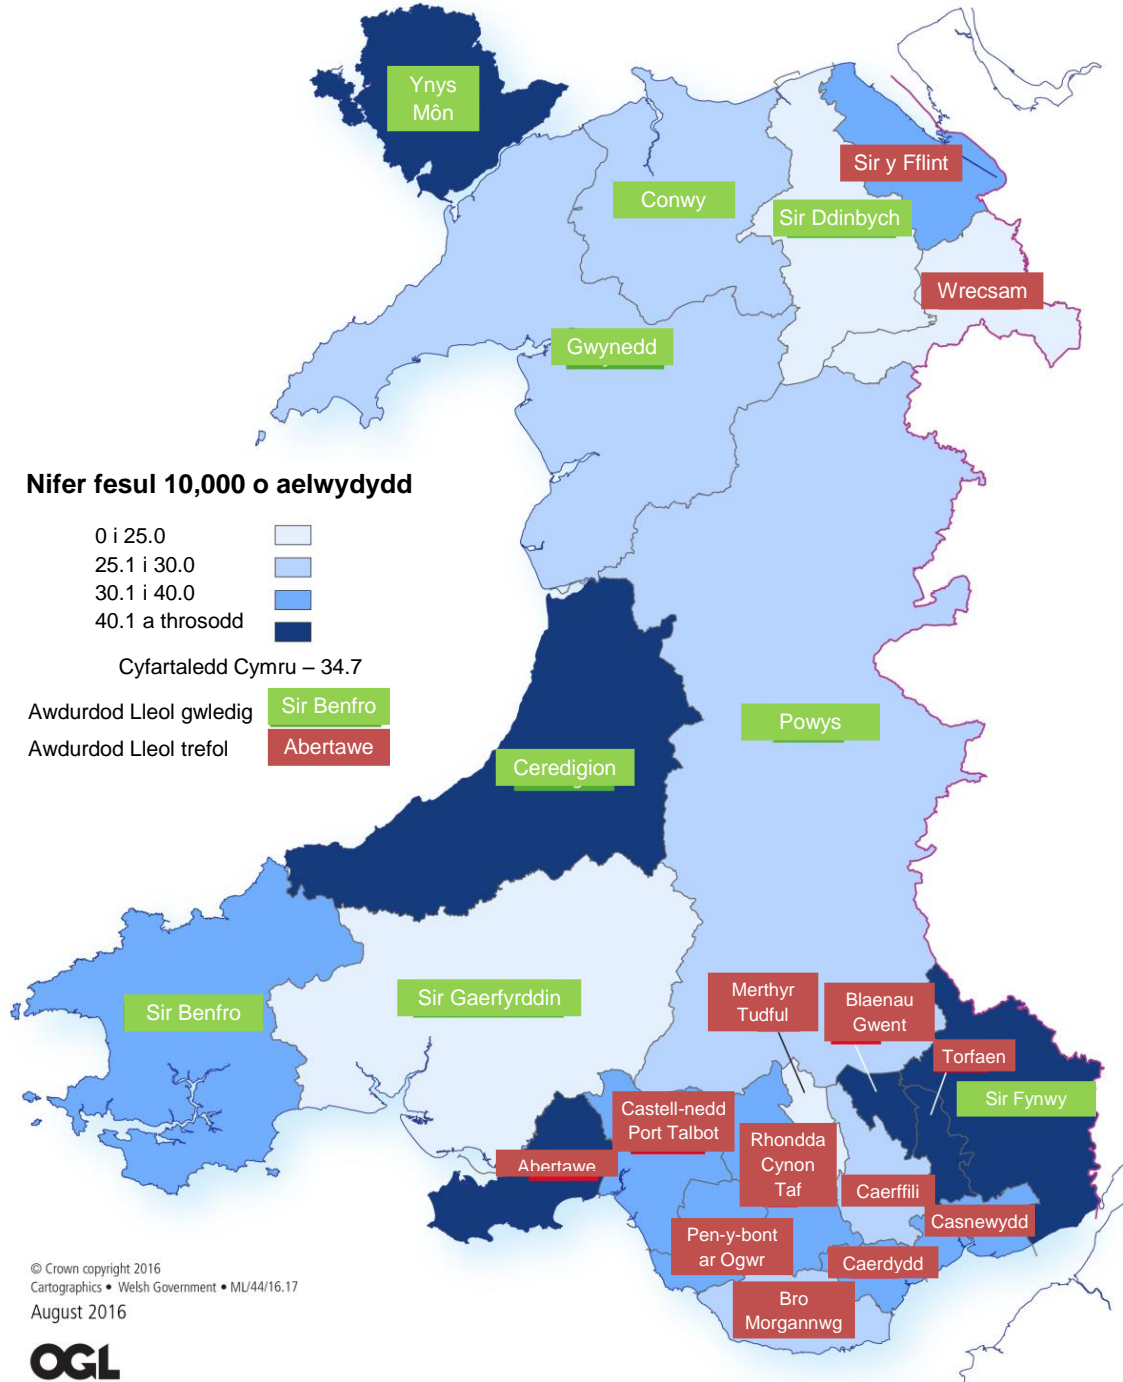 Ynys
Môn
Sir y Fflint
Conwy
Sir Ddinbych
Wrecsam
Gwynedd
Nifer fesul 10,000 o aelwydydd
0 i 25.0
25.1 i 30.0
30.1 i 40.0
40.1 a throsodd
Cyfartaledd Cymru – 34.7
Awdurdod Lleol gwledig
Sir Benfro
Awdurdod Lleol trefol
Abertawe
Powys
Ceredigion
Sir Benfro
Sir Gaerfyrddin
Merthyr
Tudful
Blaenau
Gwent
Torfaen
Sir Fynwy
Castell-nedd
Port Talbot
Rhondda
Cynon
Taf
Abertawe
Caerffili
Casnewydd
Pen-y-bont
ar Ogwr
Caerdydd
Bro
Morgannwg
© Crown copyright 2016
Cartographics • Welsh Government • ML/44/16.17
August 2016
OGL